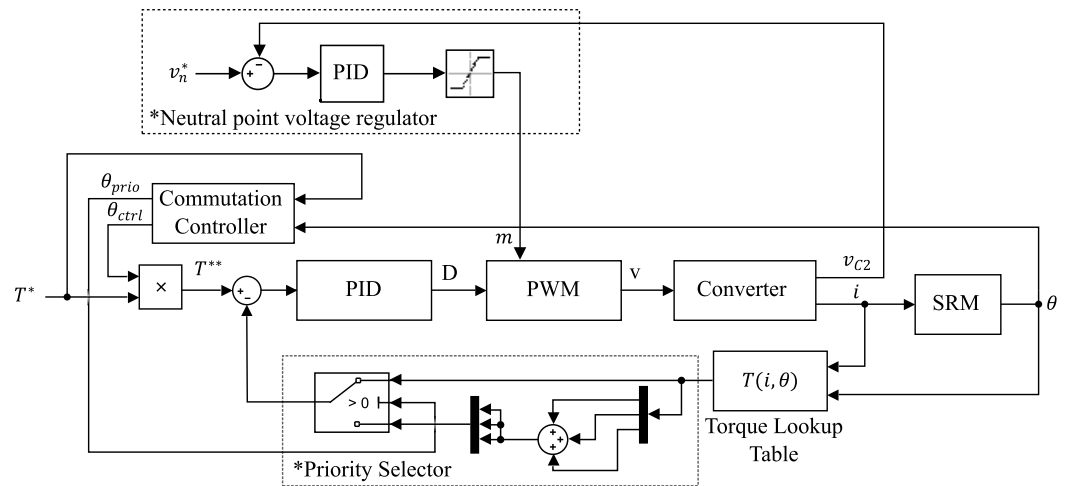 v_n^*
+
−
PID
*Neutral point voltage regulator
θ_prio
θ_ctrl
Commutation
Controller
m
T*
×
T**
+
−
PID
D
PWM
v
Converter
v_C2
i
SRM
θ
T(i, θ)
Torque Lookup
Table
> 0
+
+
+
*Priority Selector